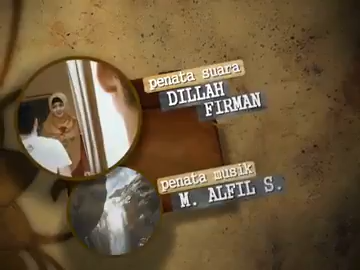 penata suara
DILLAH
FIRMAN
penata musik
M. ALFIL S.